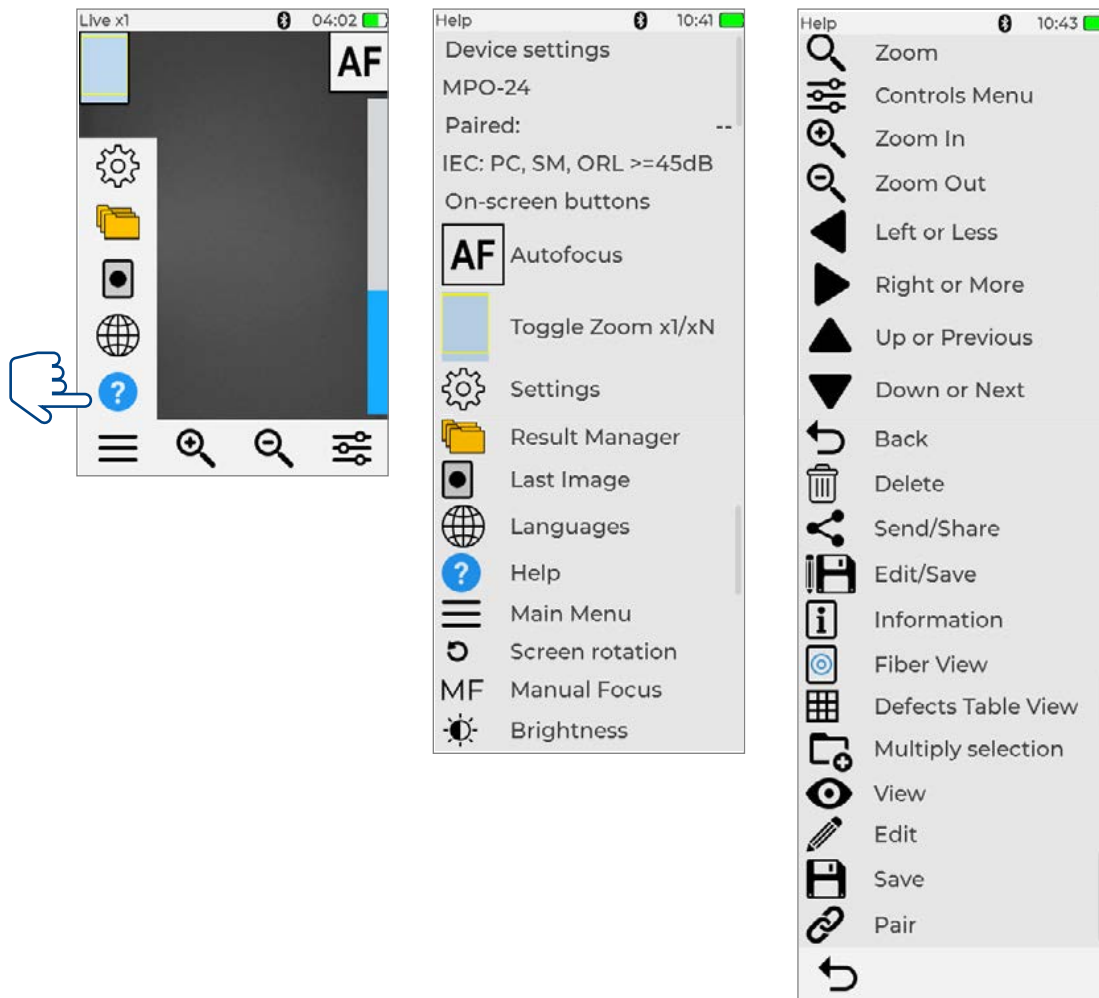 Live x1 04:02
AF
?
Help 10:41
Device settings
MPO-24
Paired: --
IEC: PC, SM, ORL >=45dB
On-screen buttons
AF Autofocus
Toggle Zoom x1/xN
Settings
Result Manager
Last Image
Languages
? Help
Main Menu
Screen rotation
MF Manual Focus
Brightness
Help 10:43
Zoom
Controls Menu
Zoom In
Zoom Out
Left or Less
Right or More
Up or Previous
Down or Next
Back
Delete
Send/Share
Edit/Save
i Information
Fiber View
Defects Table View
Multiply selection
View
Edit
Save
Pair